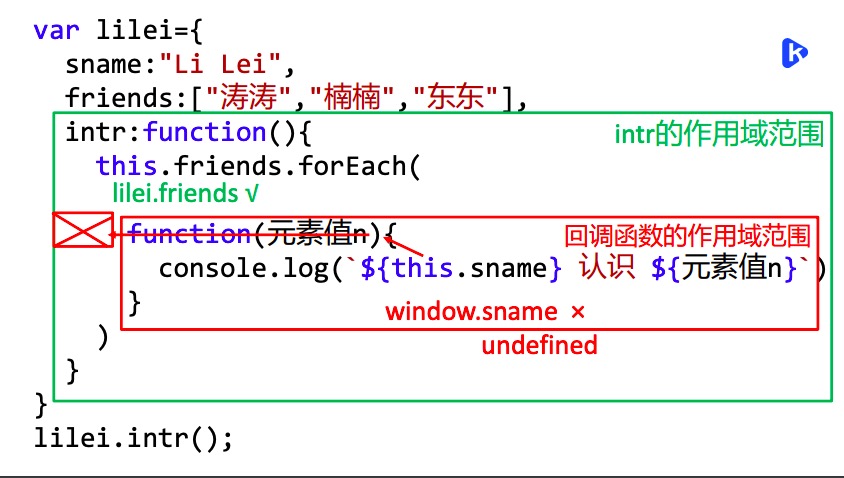 var lilei={
sname:"Li Lei",
friends:["涛涛","楠楠","东东"],
intr:function(){ intr的作用域范围
this.friends.forEach(
lilei.friends √
function(元素值n){ 回调函数的作用域范围
console.log(`${this.sname} 认识 ${元素值n}`)
}
window.sname ×
)
undefined
}
}
lilei.intr();